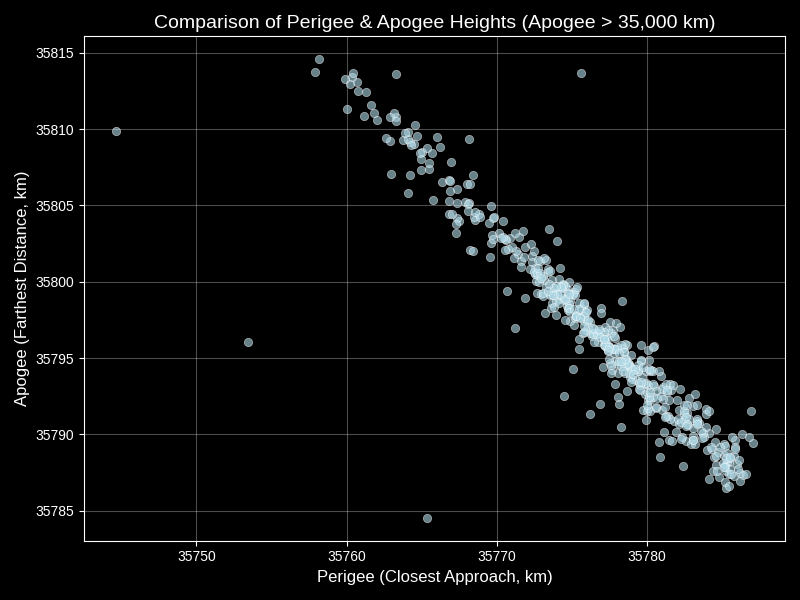 Comparison of Perigee & Apogee Heights (Apogee > 35,000 km)
Apogee (Farthest Distance, km)
35815
35810
35805
35800
35795
35790
35785
35750 35760 35770 35780
Perigee (Closest Approach, km)